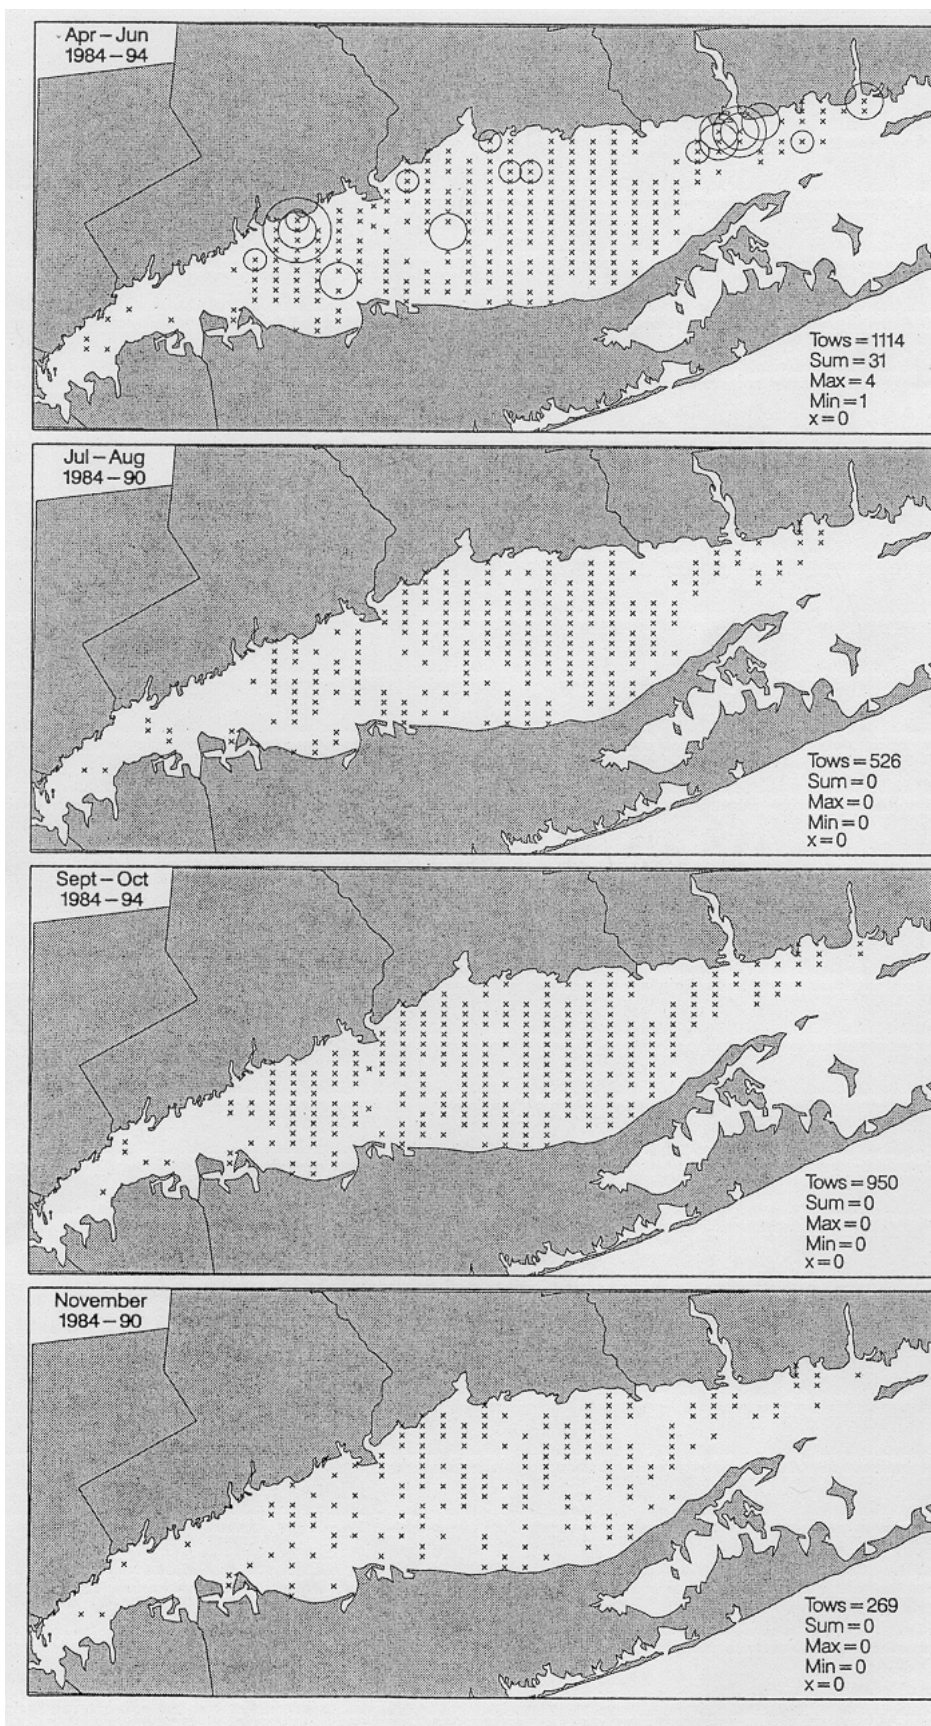 Apr–Jun
1984–94
Tows=1114
Sum=31
Max=4
Min=1
x=0
Jul–Aug
1984–90
Tows=526
Sum=0
Max=0
Min=0
x=0
Sept–Oct
1984–94
Tows=950
Sum=0
Max=0
Min=0
x=0
November
1984–90
Tows=269
Sum=0
Max=0
Min=0
x=0